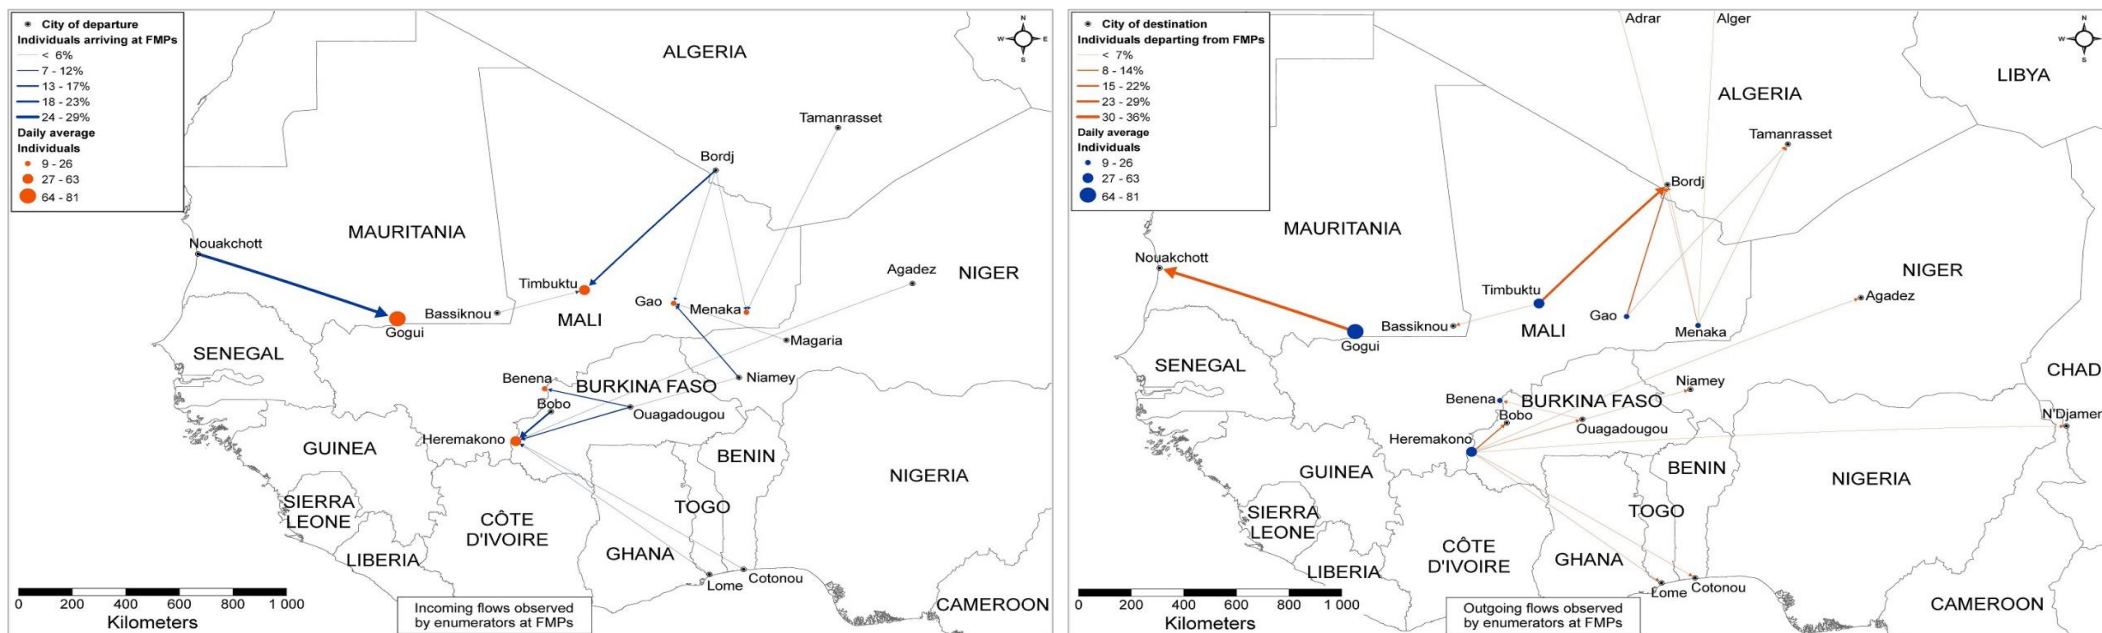 City of departure
Individuals arriving at FMPs
< 6%
7 - 12%
13 - 17%
18 - 23%
24 - 29%
Daily average
Individuals
9 - 26
27 - 63
64 - 81
N
W E
S
ALGERIA
Tamanrasset
Bordj
MAURITANIA
Nouakchott
Agadez
NIGER
Timbuktu
Gao
Menaka
Bassiknou
MALI
Gogui
Magaria
SENEGAL
Niamey
Benena
BURKINA FASO
Bobo
Ouagadougou
Heremakono
GUINEA
BENIN
NIGERIA
SIERRA
LEONE
TOGO
CÔTE
D'IVOIRE
GHANA
LIBERIA
Lome
Cotonou
CAMEROON
0 200 400 600 800 1 000
Kilometers
Incoming flows observed
by enumerators at FMPs
City of destination
Individuals departing from FMPs
< 7%
8 - 14%
15 - 22%
23 - 29%
30 - 36%
Daily average
Individuals
9 - 26
27 - 63
64 - 81
Adrar
Alger
N
W E
S
LIBYA
ALGERIA
Tamanrasset
Bordj
MAURITANIA
Nouakchott
NIGER
Timbuktu
Agadez
Gao
Menaka
Bassiknou
MALI
Gogui
SENEGAL
CHAD
Niamey
Benena
BURKINA FASO
Bobo
Ouagadougou
N'Djamer
Heremakono
GUINEA
BENIN
NIGERIA
SIERRA
LEONE
TOGO
CÔTE
D'IVOIRE
GHANA
LIBERIA
Lome
Cotonou
CAMEROON
0 200 400 600 800 1 000
Kilometers
Outgoing flows observed
by enumerators at FMPs